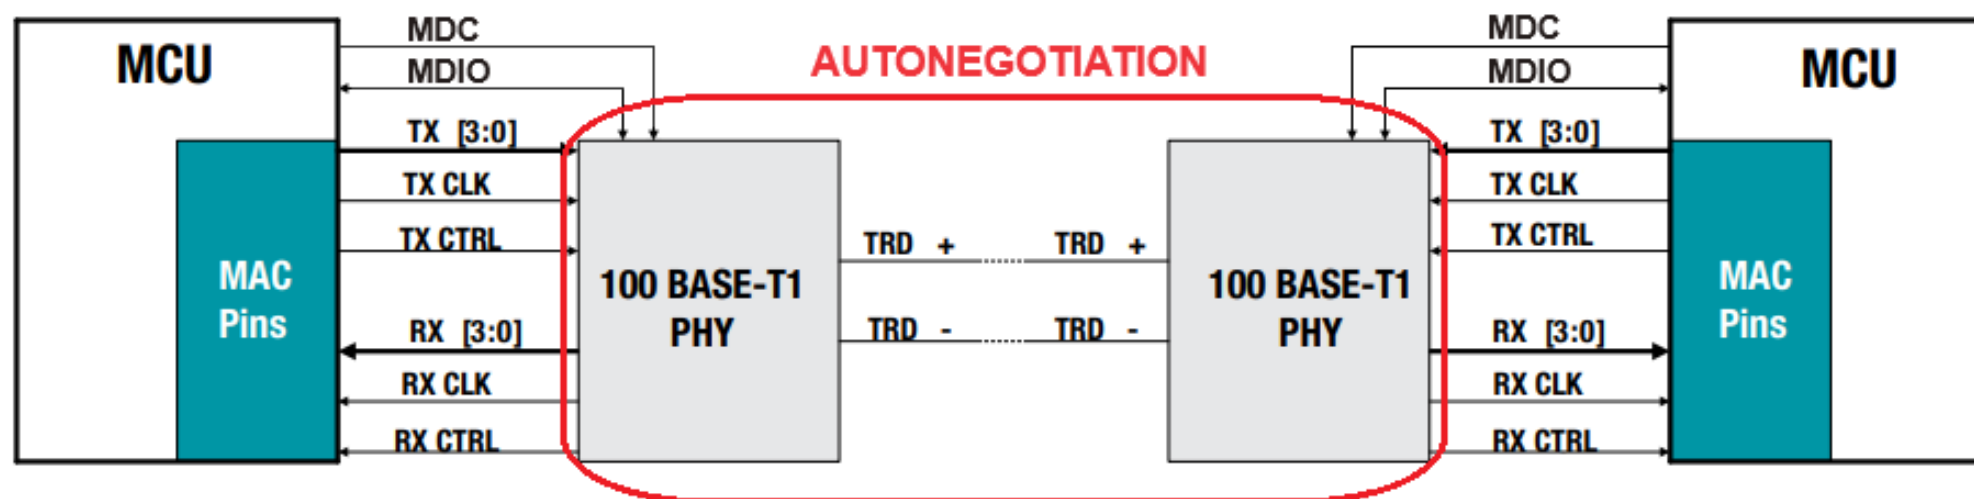 MCU
MDC
MDIO
TX [3:0]
TX CLK
TX CTRL
MAC
Pins
RX [3:0]
RX CLK
RX CTRL
AUTONEGOTIATION
100 BASE-T1
PHY
TRD +
TRD -
TRD +
TRD -
100 BASE-T1
PHY
MDC
MDIO
TX [3:0]
TX CLK
TX CTRL
RX [3:0]
RX CLK
RX CTRL
MCU
MAC
Pins